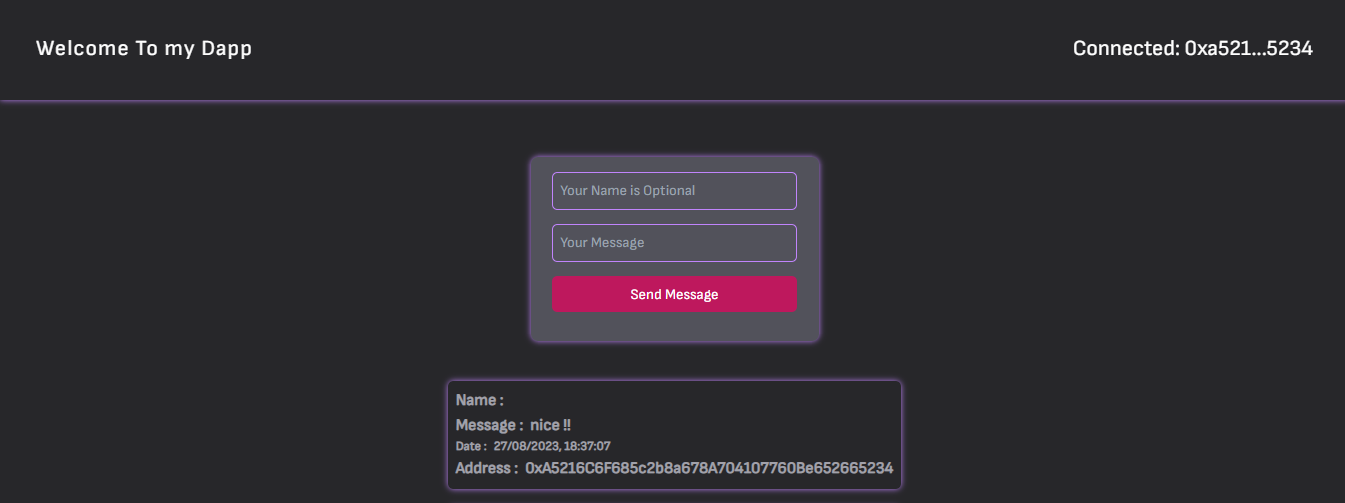 Welcome To my Dapp
Connected: 0xa521...5234
Your Name is Optional
Your Message
Send Message
Name :
Message : nice !!
Date : 27/08/2023, 18:37:07
Address : 0xA5216C6F685c2b8a678A704107760Be652665234